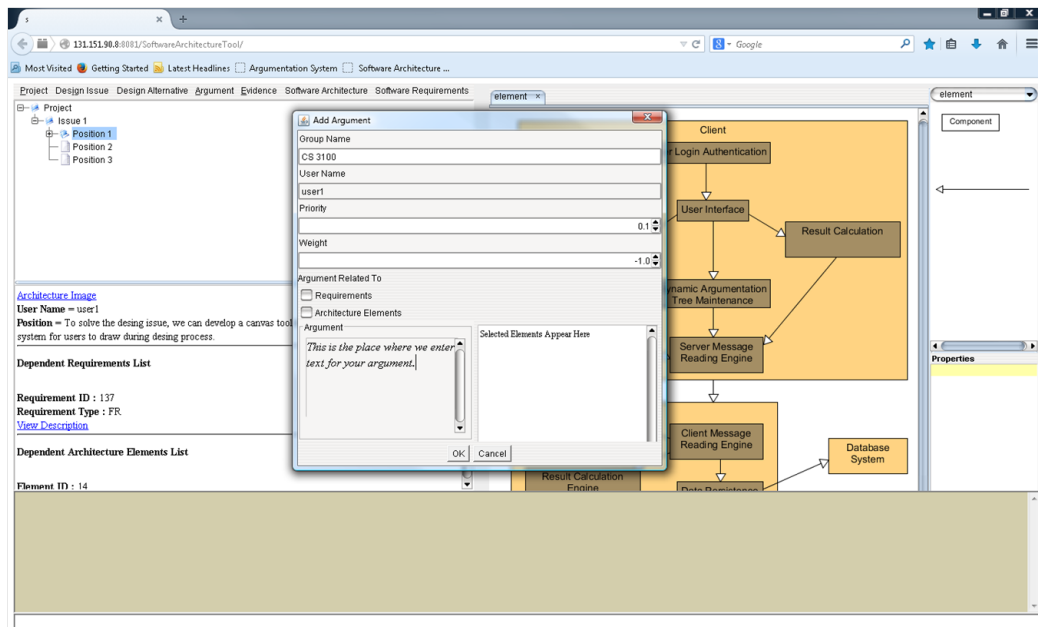 s
131.151.90.8:8081/SoftwareArchitectureTool/
Google
Most Visited Getting Started Latest Headlines Argumentation System Software Architecture ...
Project Design Issue Design Alternative Argument Evidence Software Architecture Software Requirements
Project
Issue 1
Position 1
Position 2
Position 3
Architecture Image
User Name = user1
Position = To solve the desing issue, we can develop a canvas tool
system for users to draw during desing process.
Dependent Requirements List
Requirement ID : 137
Requirement Type : FR
View Description
Dependent Architecture Elements List
Element ID : 14
Add Argument
Group Name
CS 3100
User Name
user1
Priority
0.1
Weight
-1.0
Argument Related To
Requirements
Architecture Elements
Argument
This is the place where we enter
text for your argument.
Selected Elements Appear Here
OK Cancel
element
Client
Login Authentication
User Interface
Result Calculation
Tree Maintenance
Argumentation
Server Message
Reading Engine
Client Message
Reading Engine
Database
System
Result Calculation
Engine
element
Component
Properties